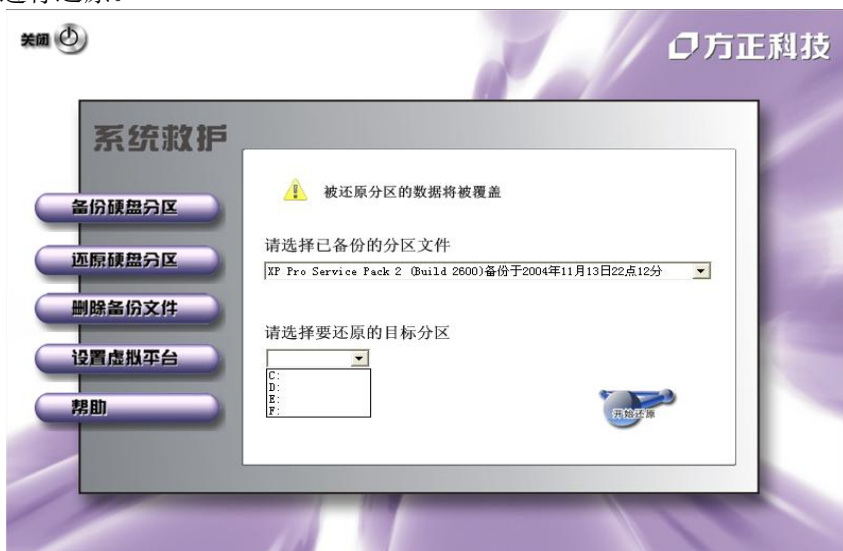 进行还原。
关闭
方正科技
系统救护
备份硬盘分区
还原硬盘分区
删除备份文件
设置虚拟平台
帮助
被还原分区的数据将被覆盖
请选择已备份的分区文件
XP Pro Service Pack 2 (Build 2600)备份于2004年11月13日22点12分
请选择要还原的目标分区
C:
D:
E:
F:
开始还原